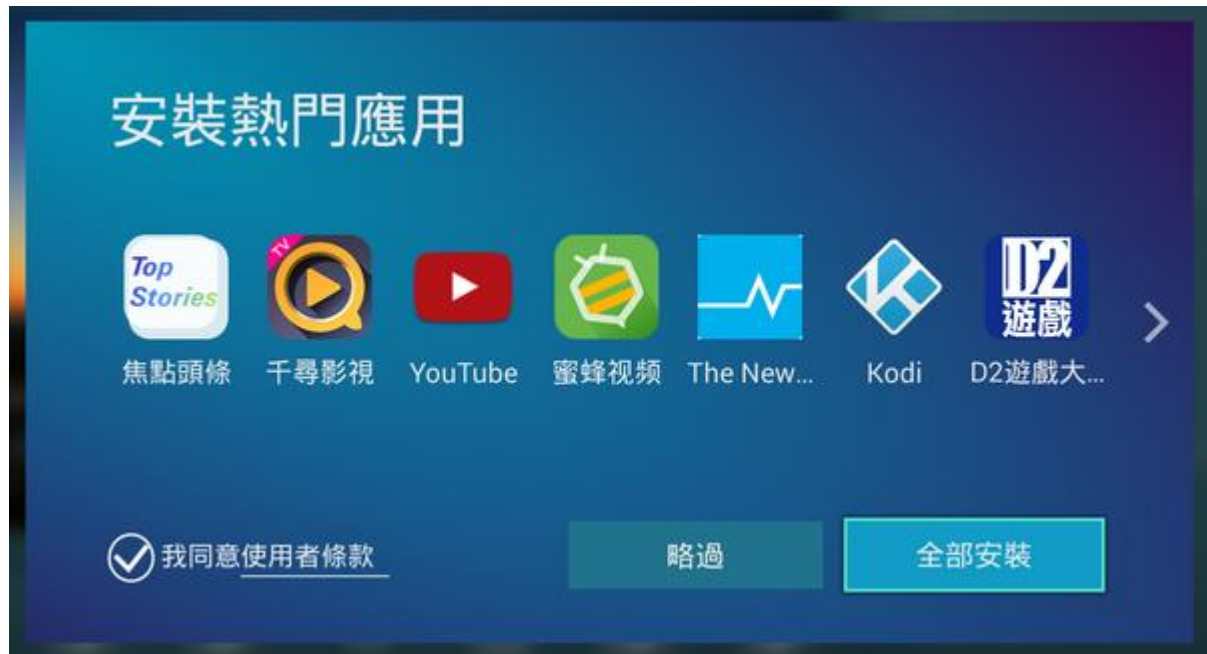 安裝熱門應用
Top
Stories
TV
D2
遊戲
焦點頭條 千尋影視 YouTube 蜜蜂视频 The New... Kodi D2遊戲大...
我同意使用者條款 略過 全部安裝